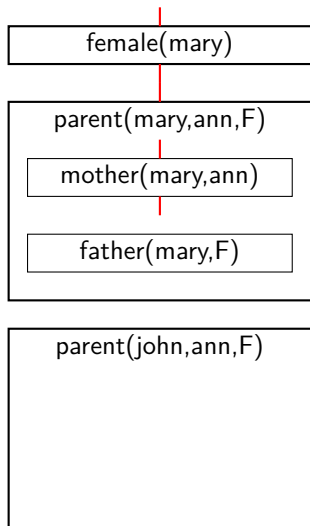 female(mary)
parent(mary,ann,F)
mother(mary,ann)
father(mary,F)
parent(john,ann,F)